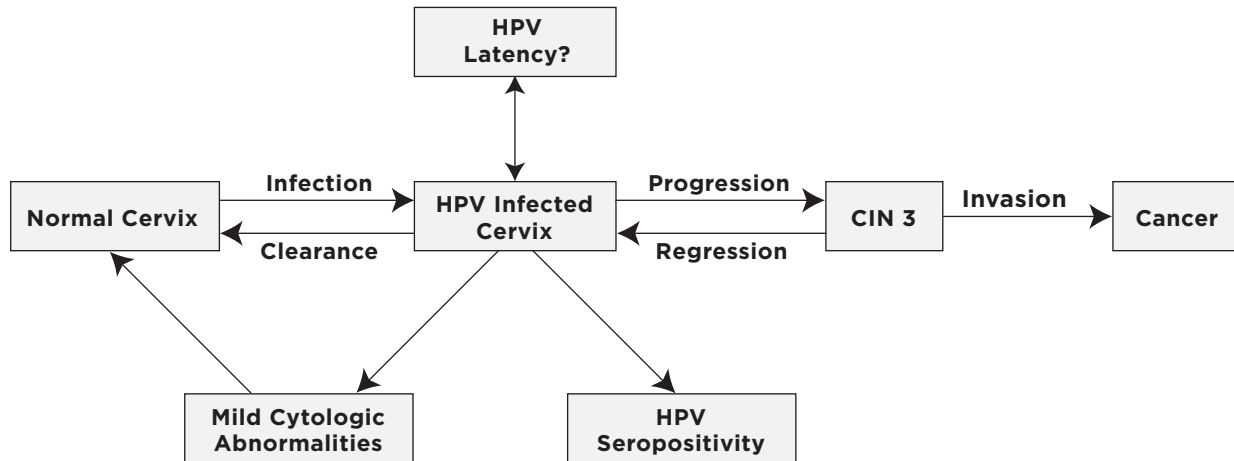 HPV
Latency?
Infection
Progression
Invasion
Normal Cervix
HPV Infected
Cervix
CIN 3
Cancer
Clearance
Regression
Mild Cytologic
Abnormalities
HPV
Seropositivity